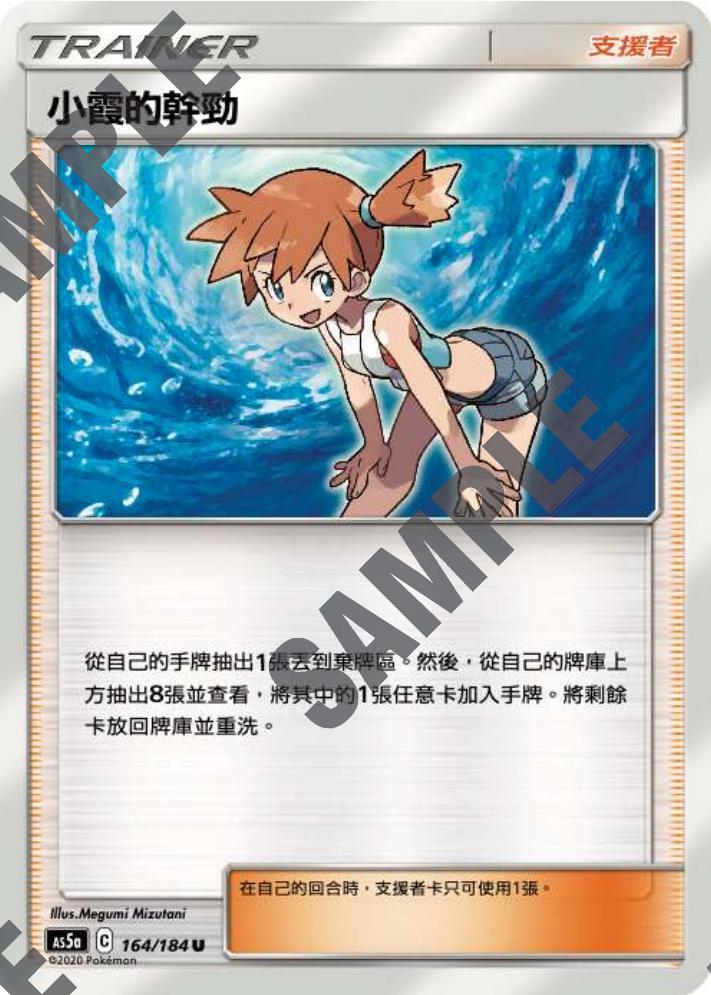 TRAINER
支援者
小霞的幹勁
從自己的手牌抽出1張丟到棄牌區。然後,從自己的牌庫上
方抽出8張並查看,將其中的1張任意卡加入手牌。將剩餘
卡放回牌庫並重洗。
在自己的回合時,支援者卡只可使用1張。
Illus.Megumi Mizutani
AS5a C 164/184 U
©2020 Pokémon
SAMPLE
SAMPLE